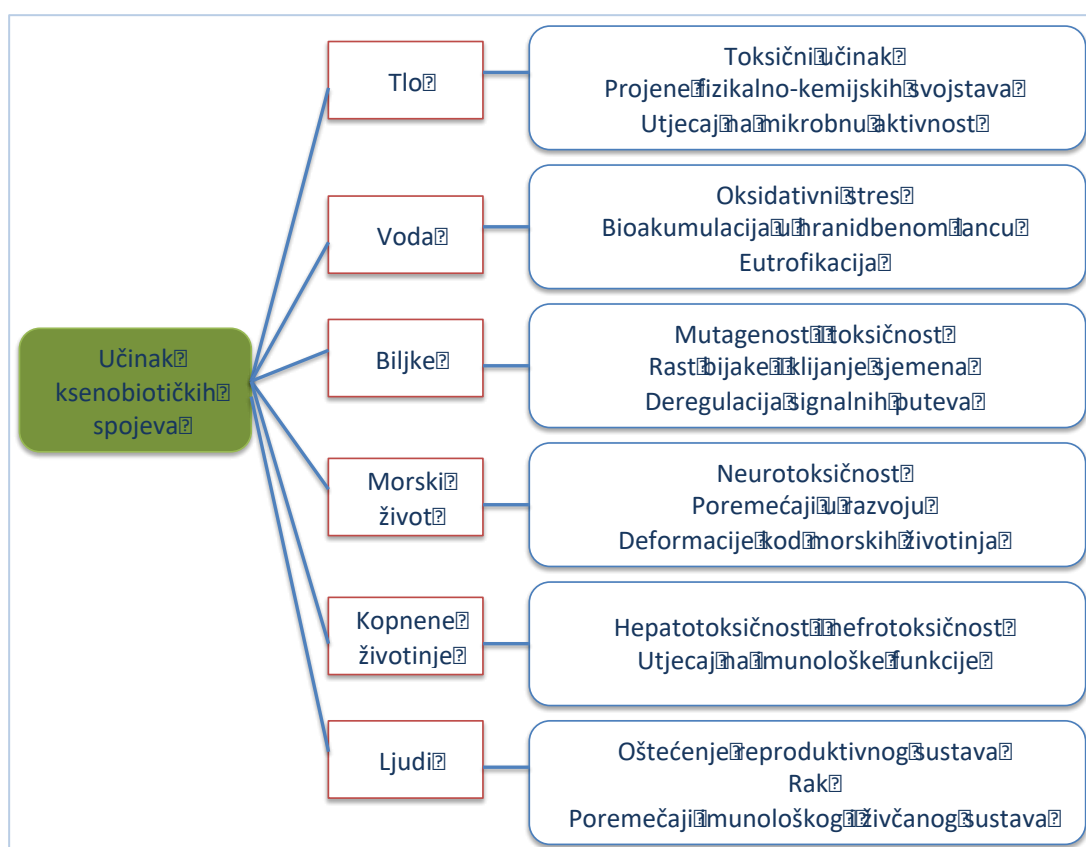 Učinak
ksenobiotičkih
spojeva
Tlo
Toksični učinak
Projene fizikalno-kemijskih svojstava
Utjecaj na mikrobnu aktivnost
Voda
Oksidativni stres
Bioakumulacija u hranidbenom lancu
Eutrofikacija
Biljke
Mutagenost i toksičnost
Rast bijake i klijanje sjemena
Deregulacija signalnih puteva
Morski
život
Neurotoksičnost
Poremećaji u razvoju
Deformacije kod morskih životinja
Kopnene
životinje
Hepatotoksičnost i nefrotoksičnost
Utjecaj na imunološke funkcije
Ljudi
Oštećenje reproduktivnog sustava
Rak
Poremečaji imunološkog i živčanog sustava